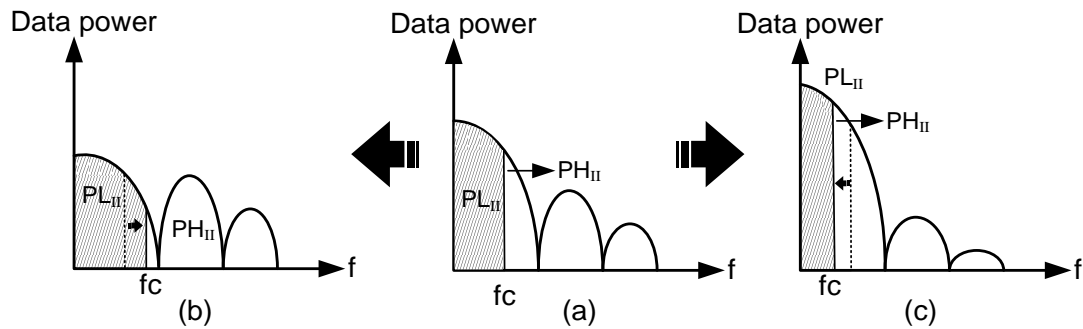 Data power
PL_II
PH_II
fc
f
(b)
Data power
PL_II
PH_II
fc
f
(a)
Data power
PL_II
PH_II
fc
f
(c)